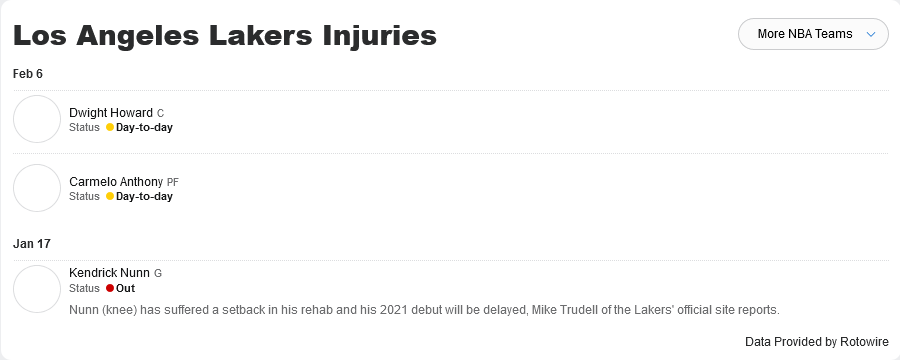 Los Angeles Lakers Injuries
More NBA Teams
Feb 6
Dwight Howard C
Status Day-to-day
Carmelo Anthony PF
Status Day-to-day
Jan 17
Kendrick Nunn G
Status Out
Nunn (knee) has suffered a setback in his rehab and his 2021 debut will be delayed, Mike Trudell of the Lakers' official site reports.
Data Provided by Rotowire